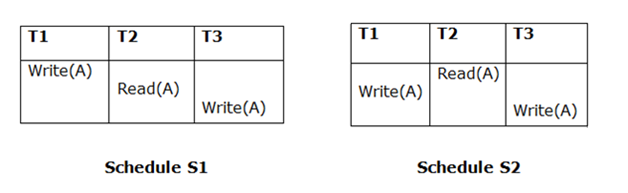 T1 T2 T3
Write(A)
Read(A)
Write(A)
Schedule S1
T1 T2 T3
Read(A)
Write(A)
Write(A)
Schedule S2